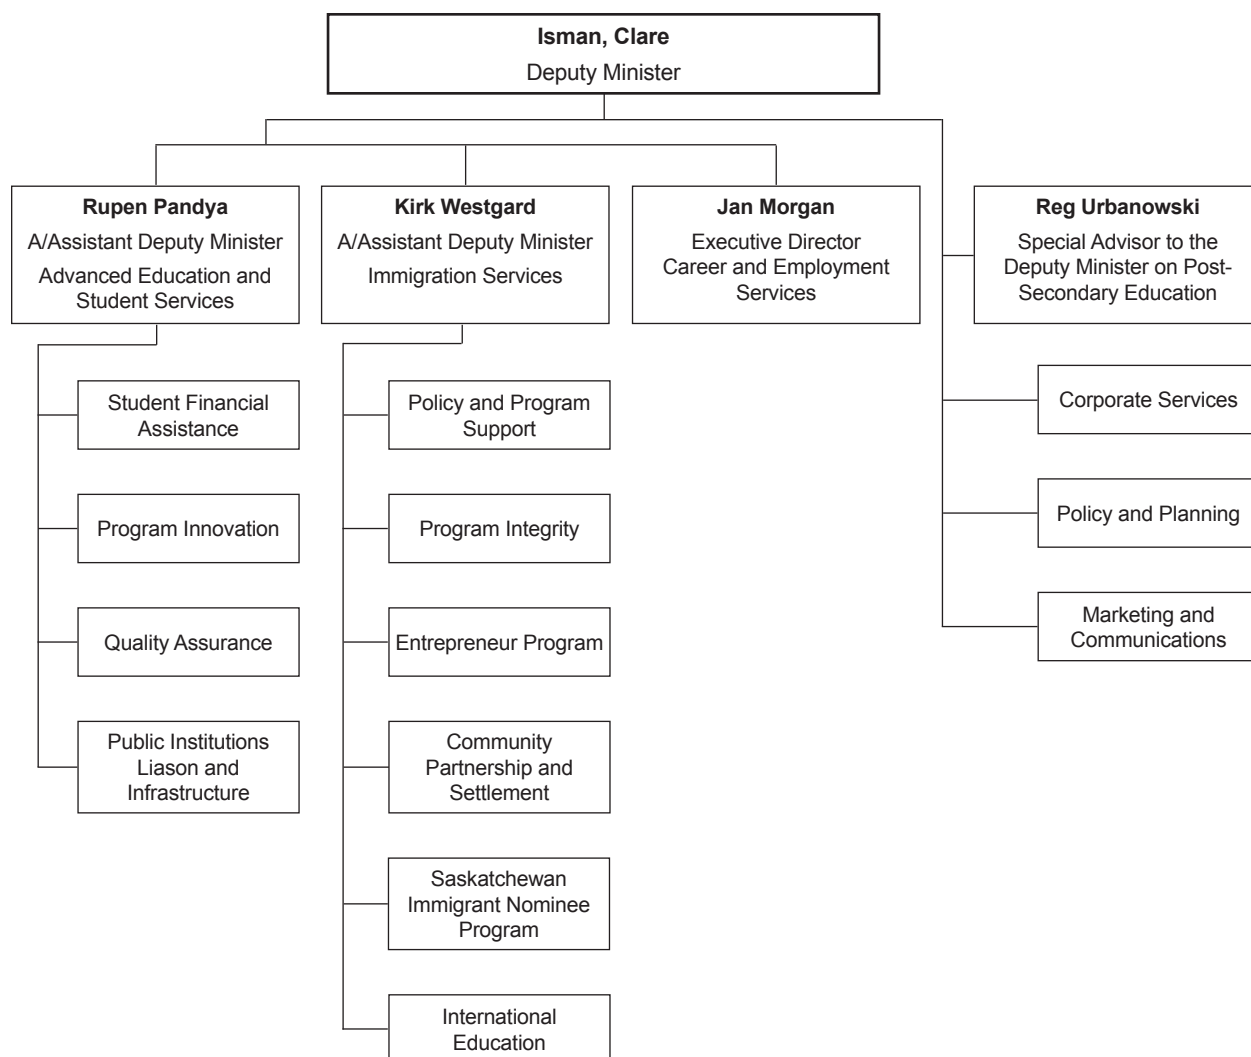 Isman, Clare
Deputy Minister
Rupen Pandya
A/Assistant Deputy Minister
Advanced Education and
Student Services
Kirk Westgard
A/Assistant Deputy Minister
Immigration Services
Jan Morgan
Executive Director
Career and Employment
Services
Reg Urbanowski
Special Advisor to the
Deputy Minister on Post-
Secondary Education
Student Financial
Assistance
Program Innovation
Quality Assurance
Public Institutions
Liason and
Infrastructure
Policy and Program
Support
Program Integrity
Entrepreneur Program
Community
Partnership and
Settlement
Saskatchewan
Immigrant Nominee
Program
International
Education
Corporate Services
Policy and Planning
Marketing and
Communications